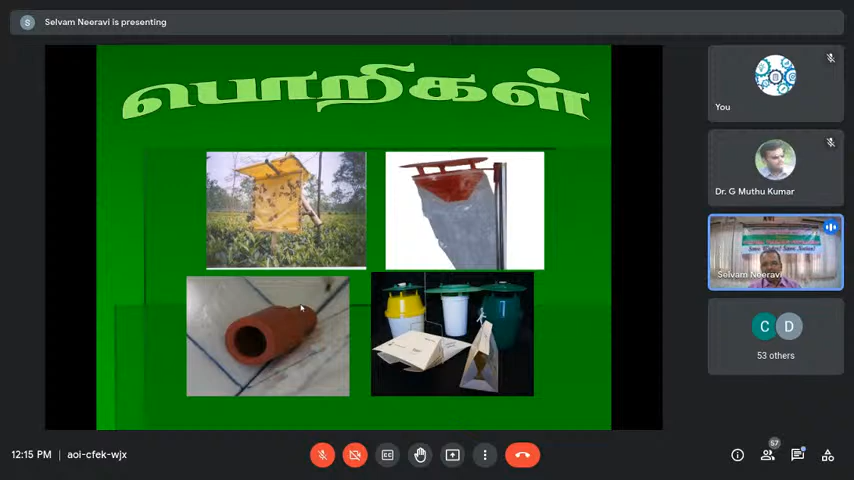 S Selvam Neeravi is presenting
பொறிகள்
You
Dr. G Muthu Kumar
Selvam Neeravi
C D
53 others
12:15 PM | aoi-cfek-wjx
57